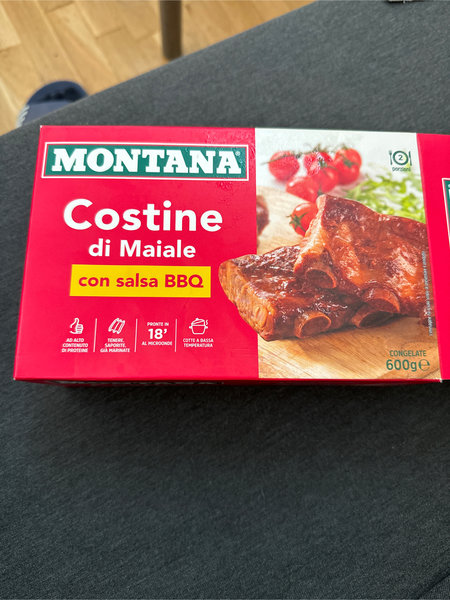 MONTANA
Costine
di Maiale
con salsa BBQ
AD ALTO
CONTENUTO
DI PROTEINE
TENERE,
SAPORITE,
GIÀ MARINATE
PRONTE IN
18'
AL MICROONDE
COTTE A BASSA
TEMPERATURA
2
porzioni
CONGELATE
600g ℮